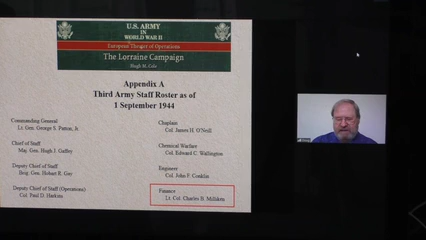 U.S. ARMY
IN
WORLD WAR II
European Theater of Operations
The Lorraine Campaign
Hugh M. Cole
Appendix A
Third Army Staff Roster as of
1 September 1944
Commanding General
Lt. Gen. George S. Patton, Jr.
Chief of Staff
Maj. Gen. Hugh J. Gaffey
Deputy Chief of Staff
Brig. Gen. Hobart R. Gay
Deputy Chief of Staff (Operations)
Col. Paul D. Harkins
Chaplain
Col. James H. O'Neill
Chemical Warfare
Col. Edward C. Wallington
Engineer
Col. John F. Conklin
Finance
Lt. Col. Charles B. Milliken